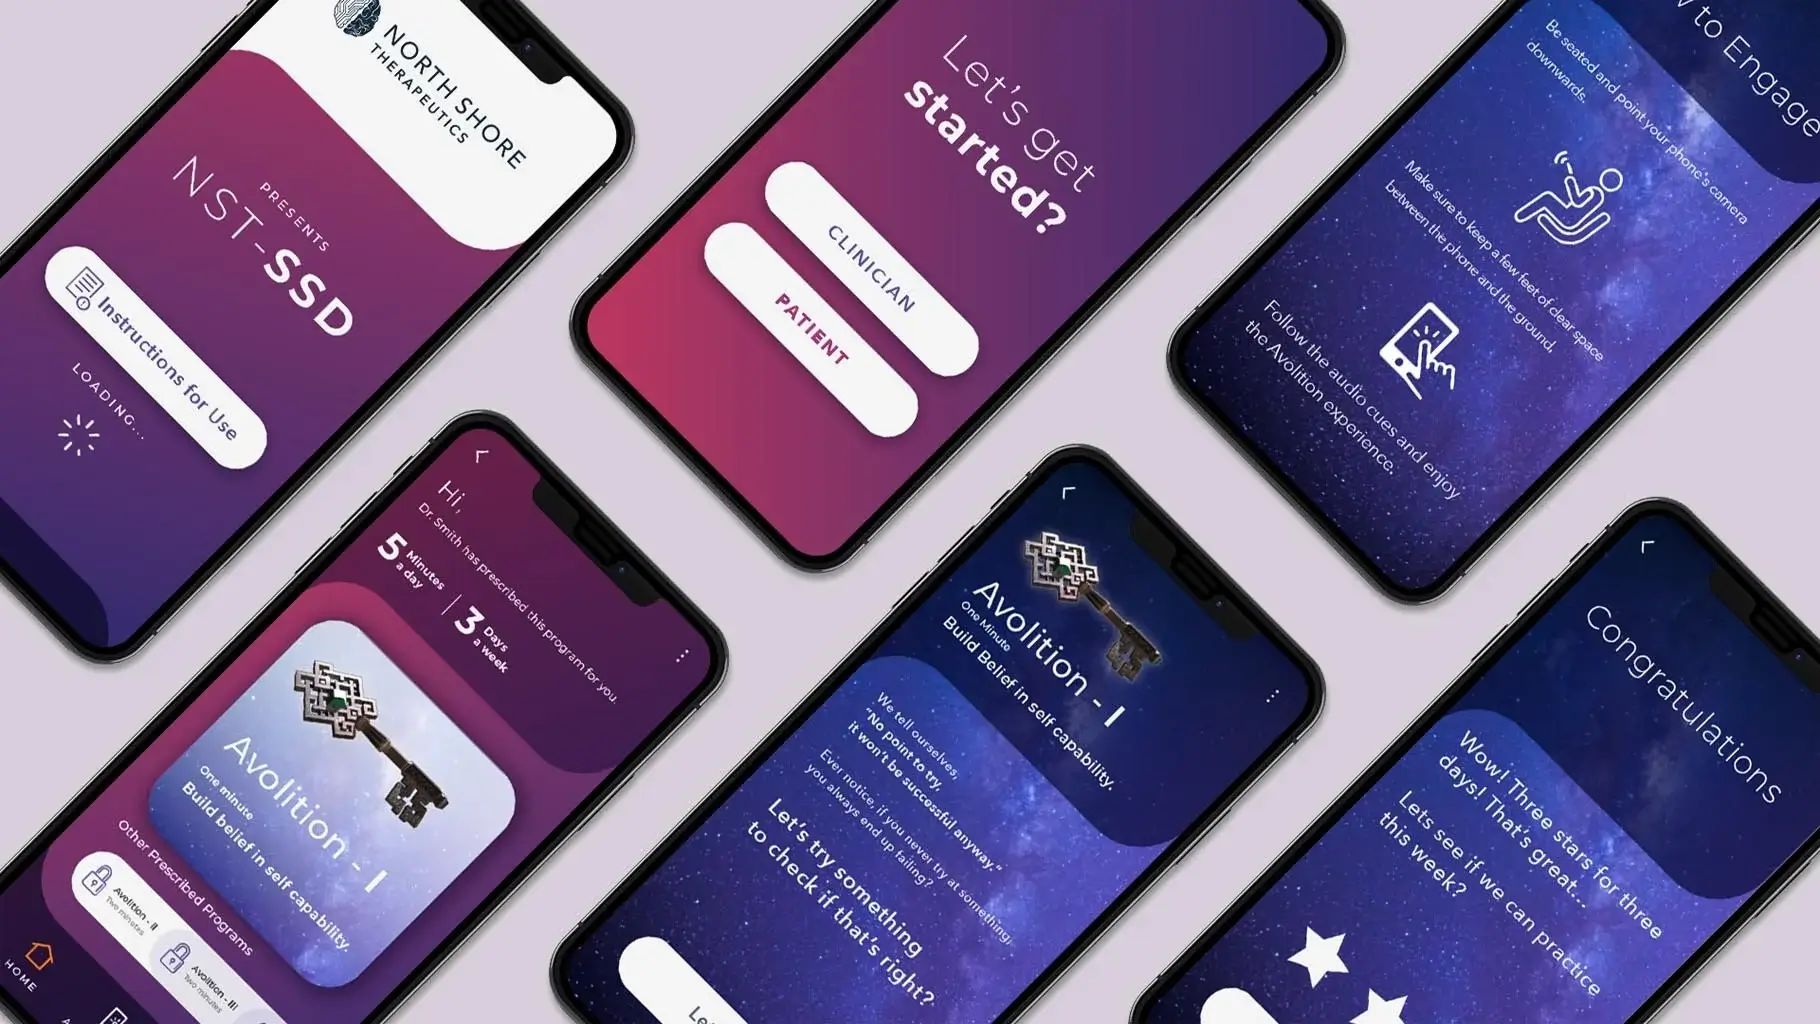 NORTH SHORE
THERAPEUTICS
PRESENTS
NST-SSD
Instructions for Use
LOADING...
Let's get
started?
CLINICIAN
PATIENT
to Engage
Be seated and point your phone's camera
downwards.
Make sure to keep a few feet of clear space
between the phone and the ground,
Follow the audio cues and enjoy
the Avolition experience.
Hi,
Dr. Smith has prescribed this program for you.
5 Minutes
a day
3 Days
a week
Avolition - I
One minute
Build belief in self capability.
Other Prescribed Programs
Avolition - II
Two minutes
Avolition - III
Two minutes
HOME
Avolition - I
One Minute
Build Belief in self capability.
We tell ourselves,
"No point to try,
it won't be successful anyway."
Ever notice, if you never try at something,
you always end up failing?
Let's try something
to check if that's right?
Congratulations
Wow! Three stars for three
days! That's great...
Lets see if we can practice
this week?